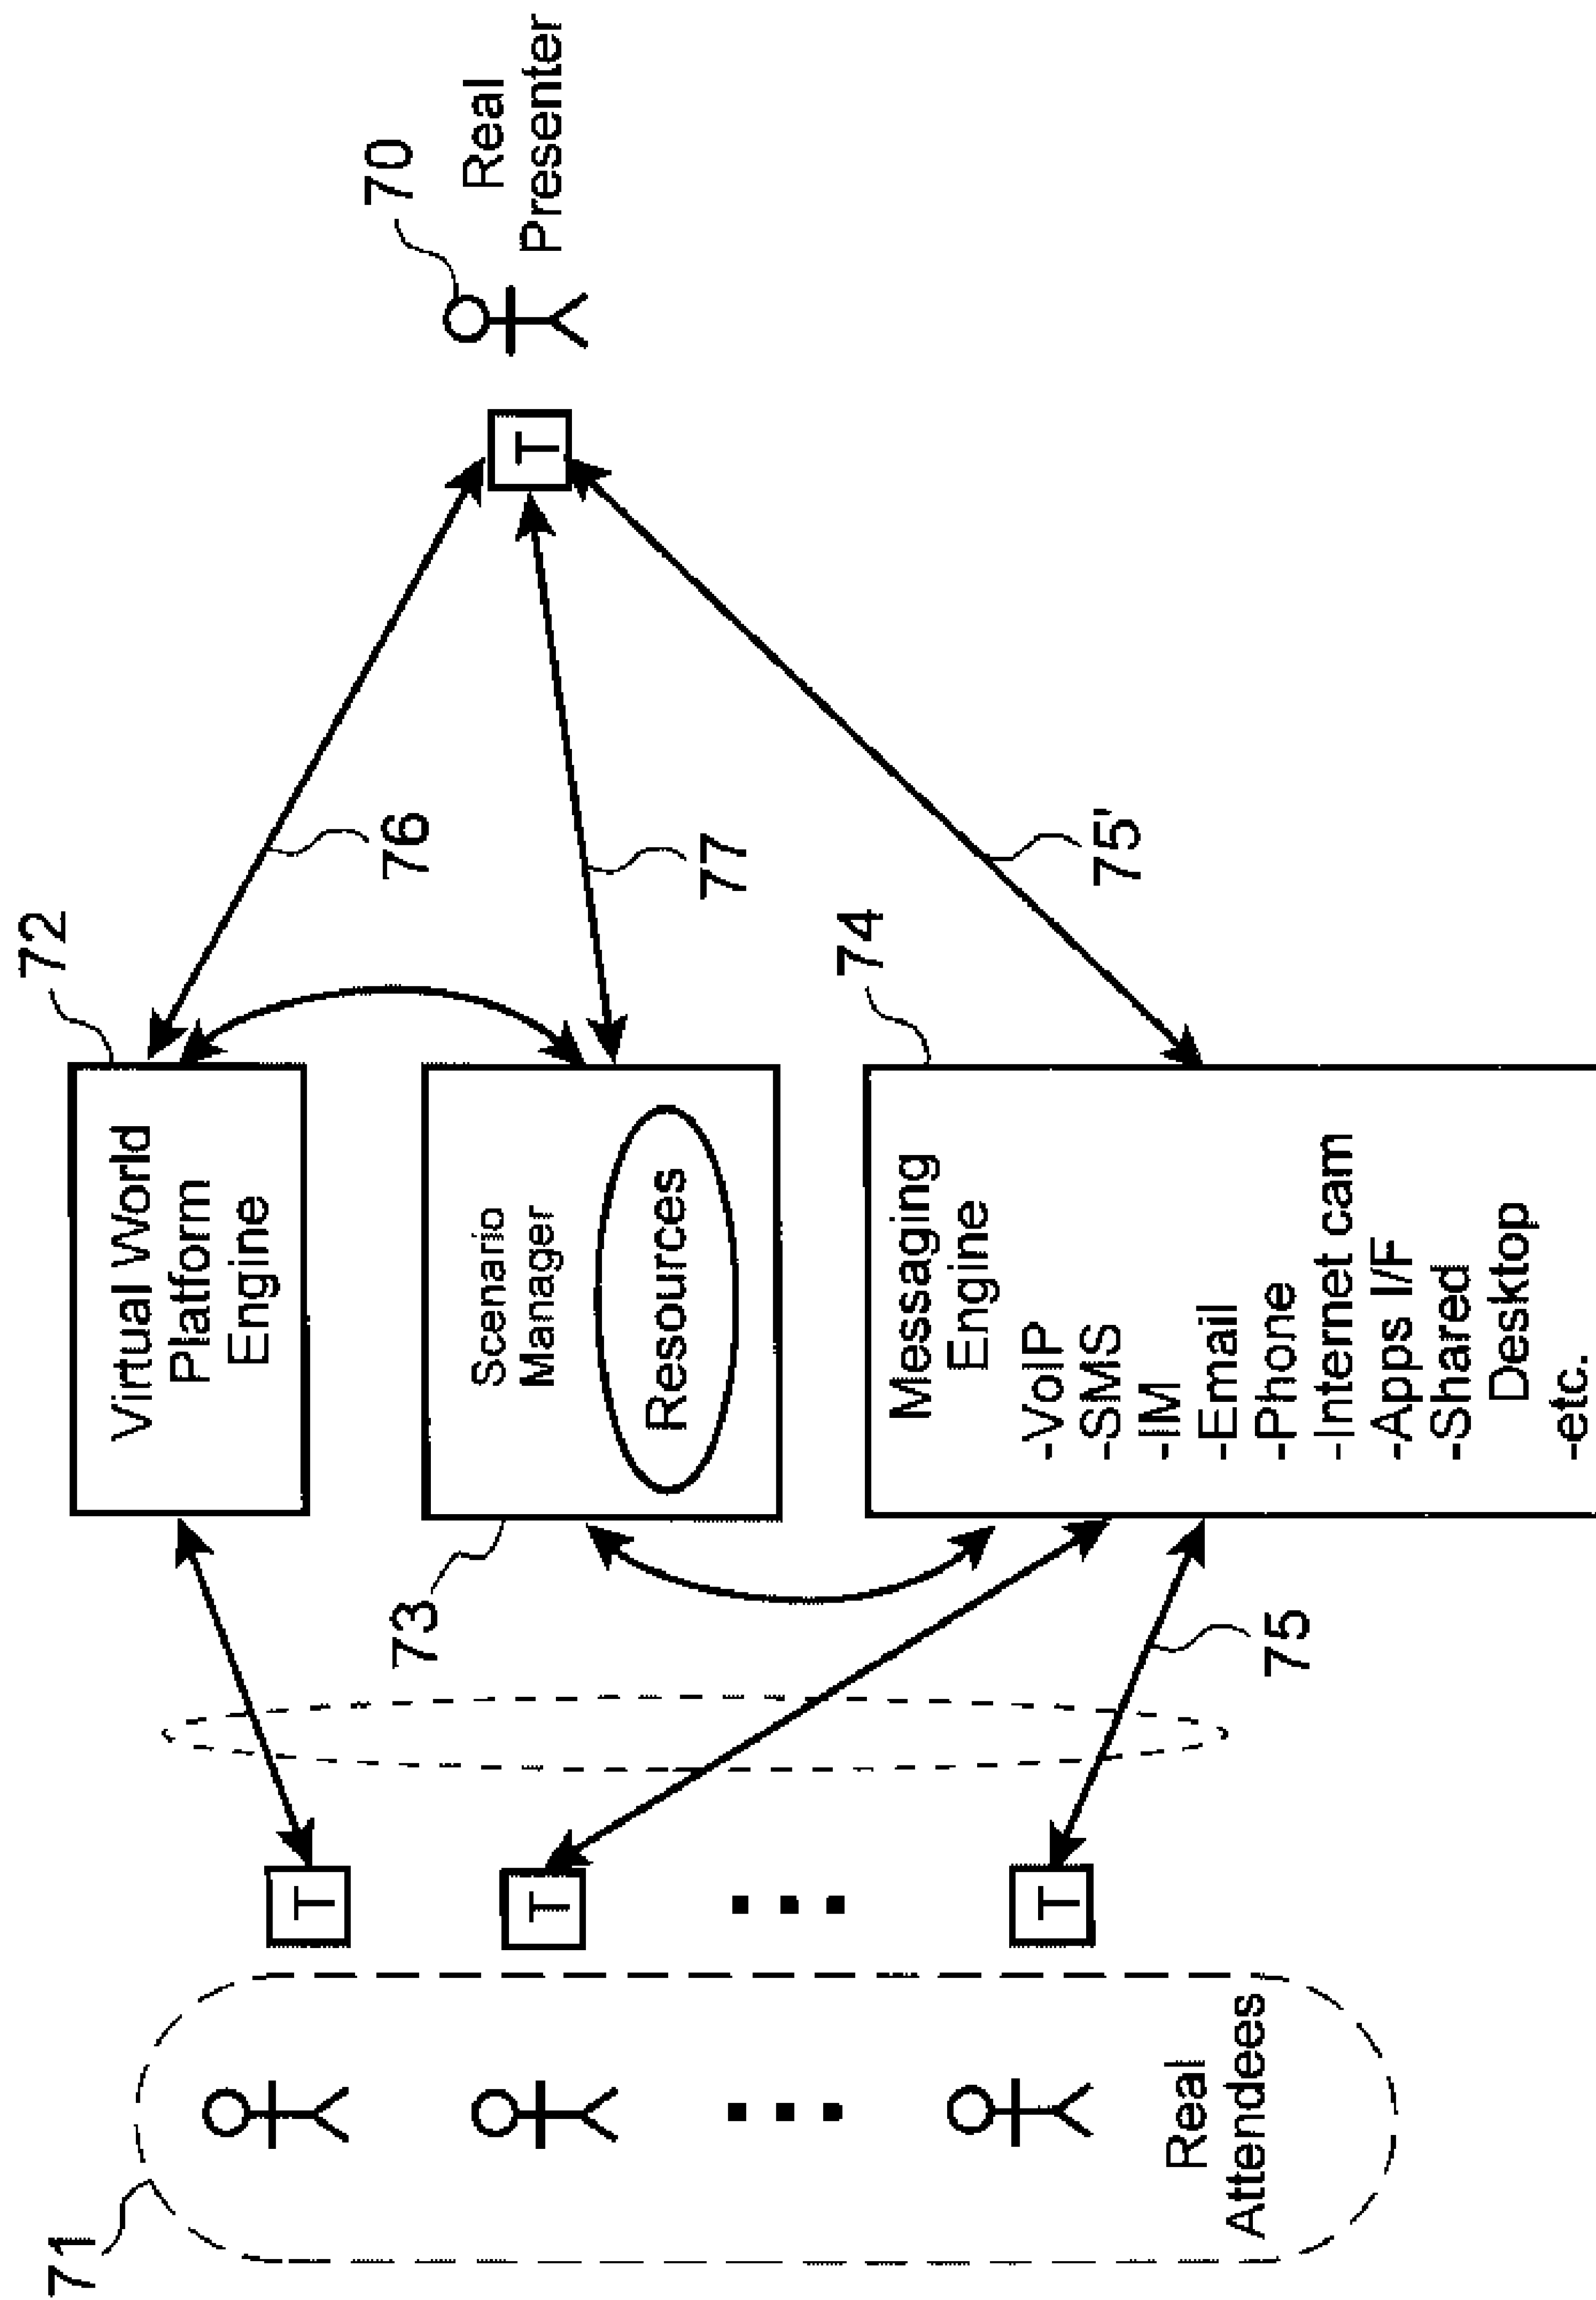 71
Real
Attendees
T
T
T
75
73
72
Virtual World
Platform
Engine
Scenario
Manager
Resources
74
Messaging
Engine
-VoIP
-SMS
-IM
-Email
-Phone
-Internet cam
-Apps I/F
-Shared
Desktop
-etc.
76
77
75'
T
70
Real
Presenter